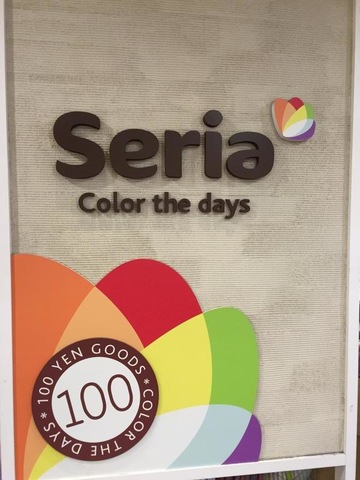 Seria
Color the days
*100 YEN GOODS*
COLOR THE DAYS
100